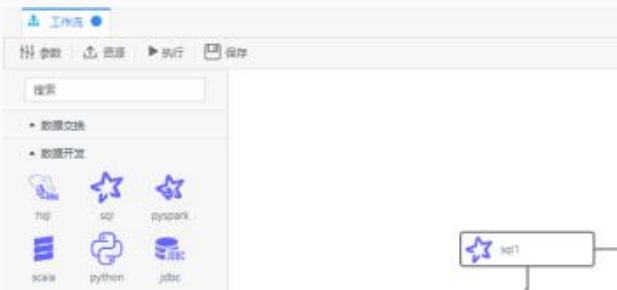 工作流
参数 资源 执行 保存
搜索
数据交换
数据开发
hql sql pyspark
sql1
scala python jdbc